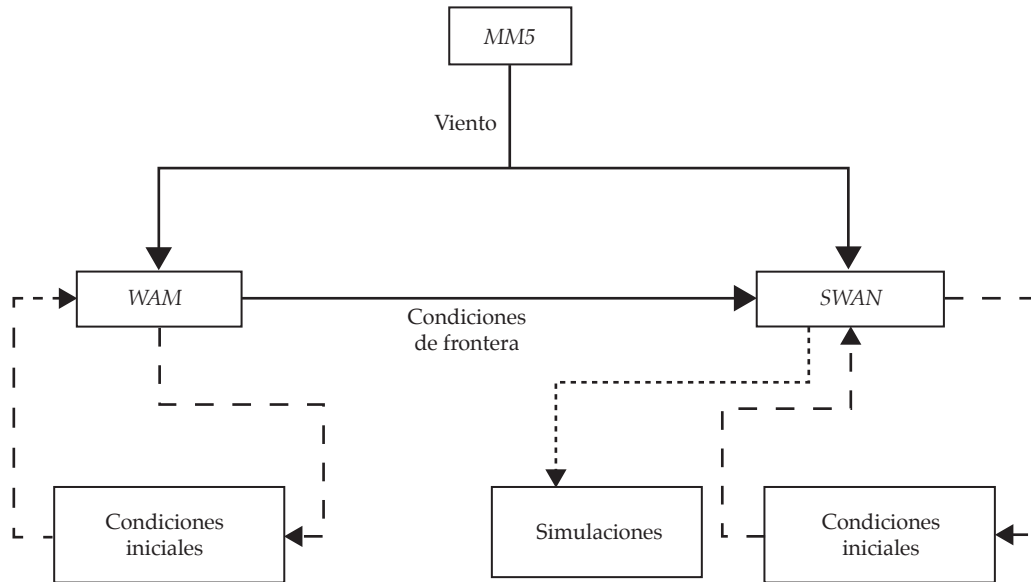 MM5
Viento
WAM
SWAN
Condiciones
de frontera
Condiciones
iniciales
Simulaciones
Condiciones
iniciales